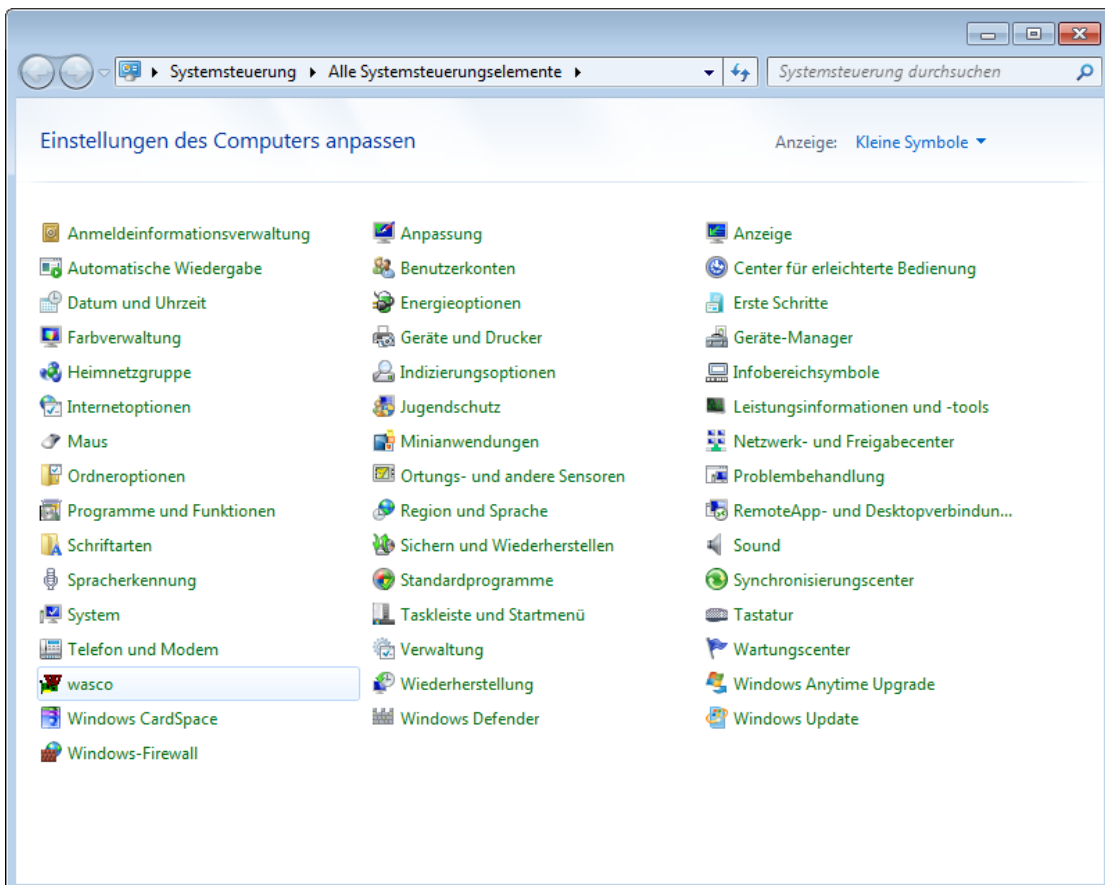 Systemsteuerung Alle Systemsteuerungselemente Systemsteuerung durchsuchen
Einstellungen des Computers anpassen Anzeige: Kleine Symbole
Anmeldeinformationsverwaltung Anpassung Anzeige
Automatische Wiedergabe Benutzerkonten Center für erleichterte Bedienung
Datum und Uhrzeit Energieoptionen Erste Schritte
Farbverwaltung Geräte und Drucker Geräte-Manager
Heimnetzgruppe Indizierungsoptionen Infobereichsymbole
Internetoptionen Jugendschutz Leistungsinformationen und -tools
Maus Minianwendungen Netzwerk- und Freigabecenter
Ordneroptionen Ortungs- und andere Sensoren Problembehandlung
Programme und Funktionen Region und Sprache RemoteApp- und Desktopverbindun...
Schriftarten Sichern und Wiederherstellen Sound
Spracherkennung Standardprogramme Synchronisierungscenter
System Taskleiste und Startmenü Tastatur
Telefon und Modem Verwaltung Wartungscenter
wasco Wiederherstellung Windows Anytime Upgrade
Windows CardSpace Windows Defender Windows Update
Windows-Firewall